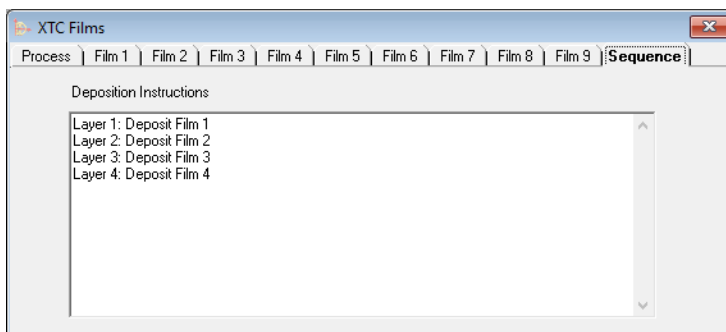 XTC Films
Process Film 1 Film 2 Film 3 Film 4 Film 5 Film 6 Film 7 Film 8 Film 9 Sequence
Deposition Instructions
Layer 1: Deposit Film 1
Layer 2: Deposit Film 2
Layer 3: Deposit Film 3
Layer 4: Deposit Film 4